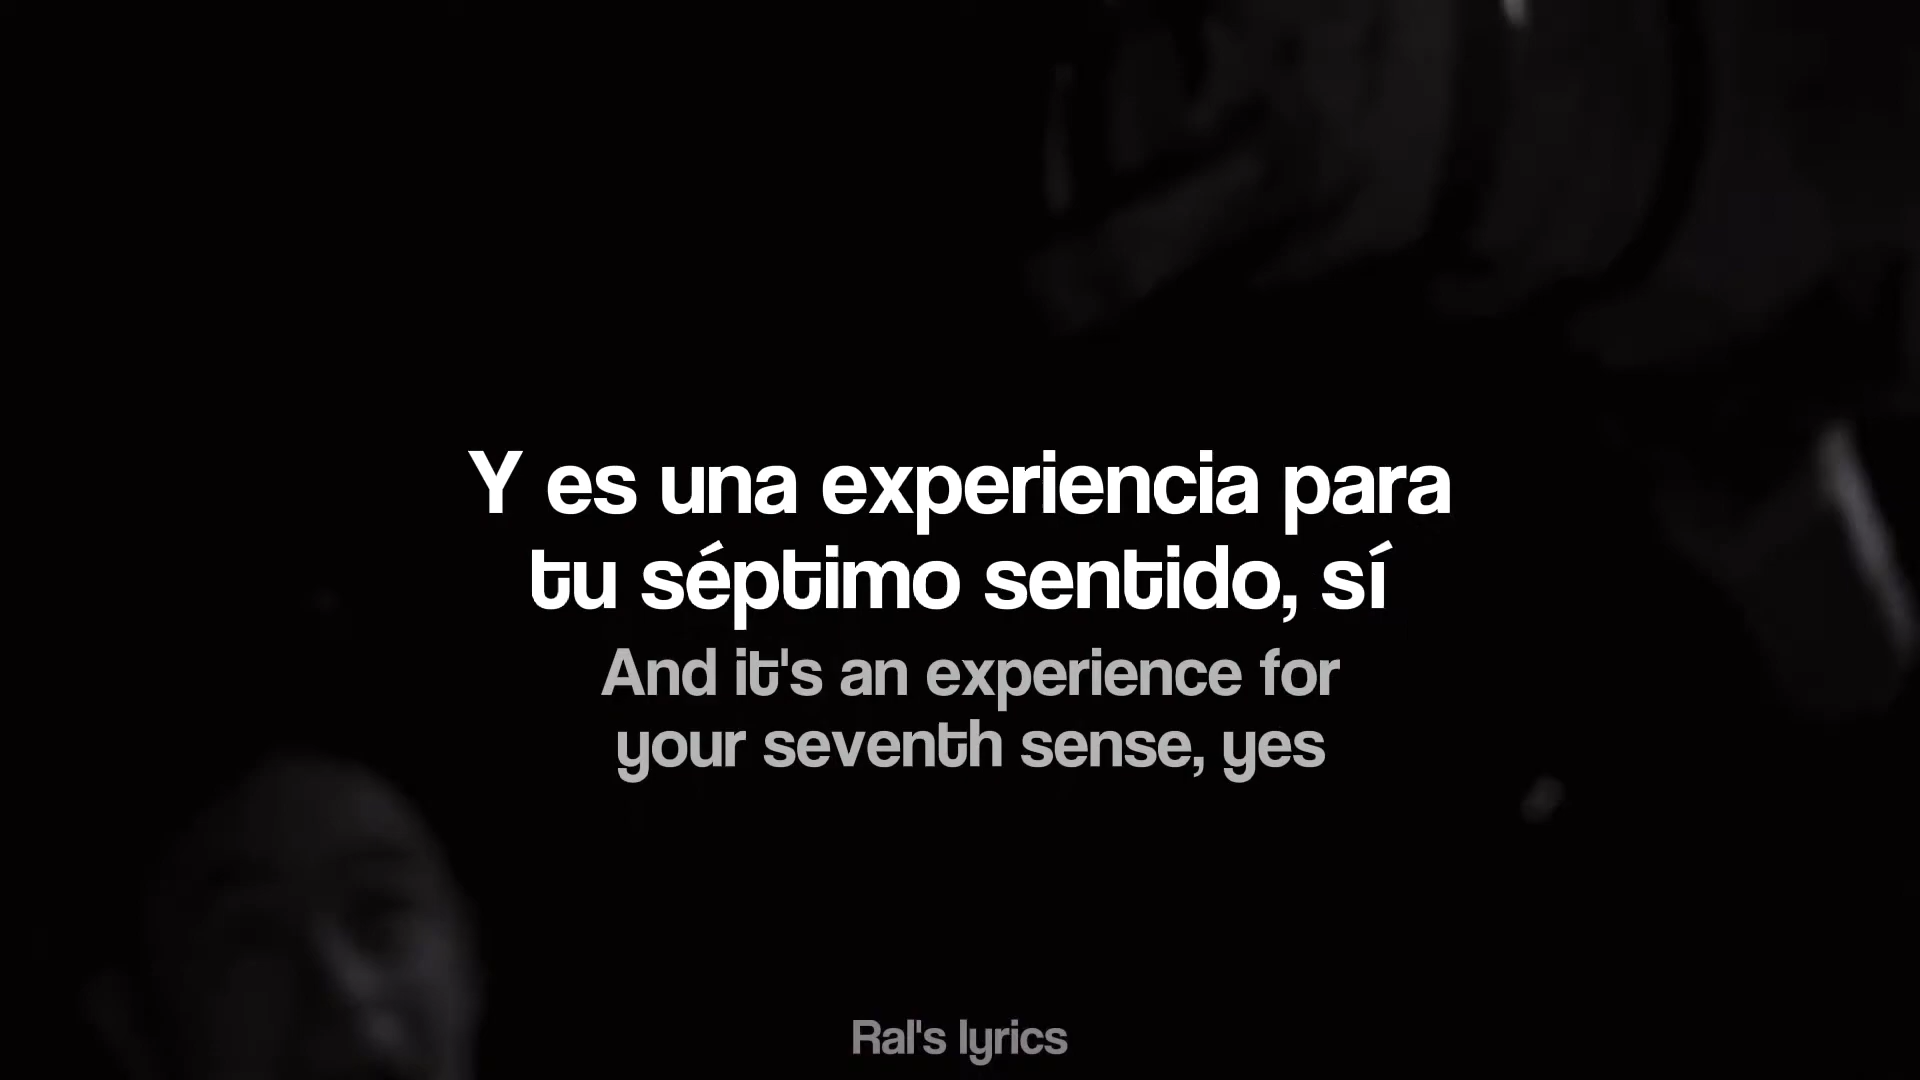 Y es una experiencia para
tu séptimo sentido, sí
And it's an experience for
your seventh sense, yes
Ral's lyrics